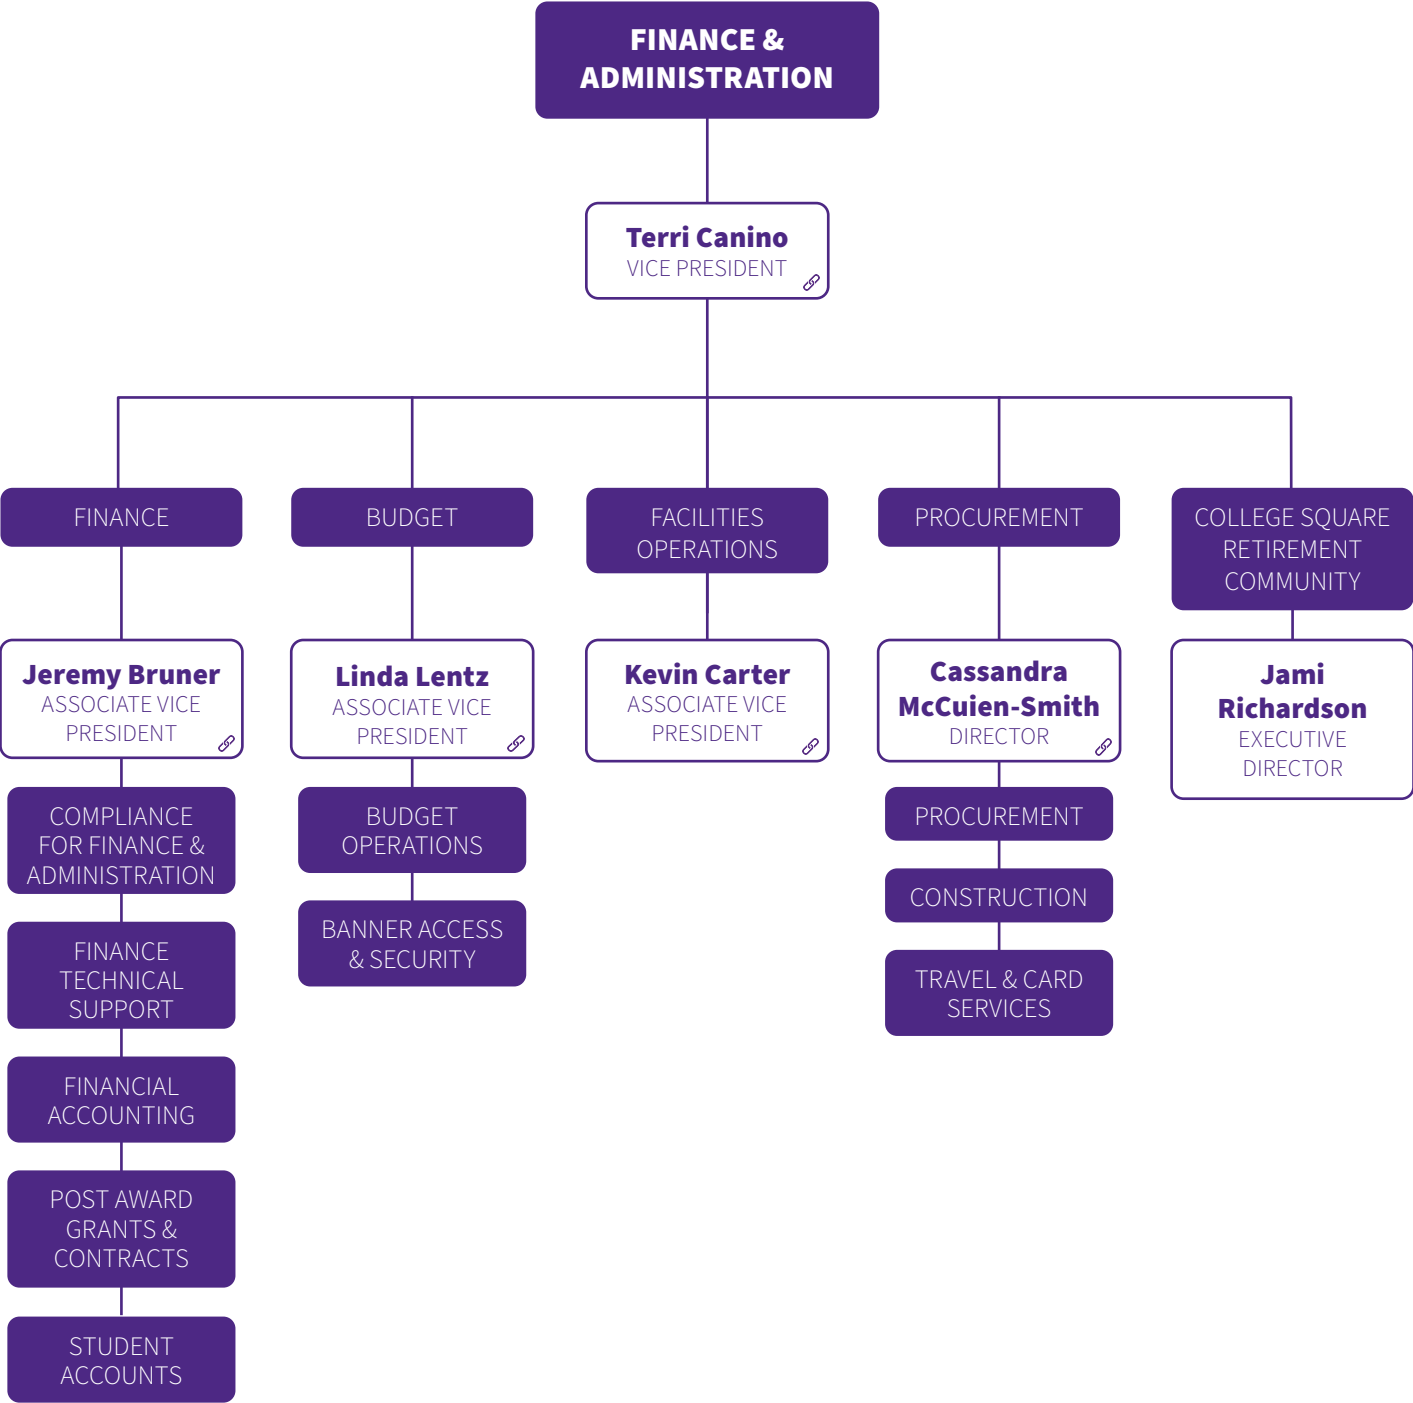 FINANCE &
ADMINISTRATION
Terri Canino
VICE PRESIDENT
FINANCE
Jeremy Bruner
ASSOCIATE VICE
PRESIDENT
COMPLIANCE
FOR FINANCE &
ADMINISTRATION
FINANCE
TECHNICAL
SUPPORT
FINANCIAL
ACCOUNTING
POST AWARD
GRANTS &
CONTRACTS
STUDENT
ACCOUNTS
BUDGET
Linda Lentz
ASSOCIATE VICE
PRESIDENT
BUDGET
OPERATIONS
BANNER ACCESS
& SECURITY
FACILITIES
OPERATIONS
Kevin Carter
ASSOCIATE VICE
PRESIDENT
PROCUREMENT
Cassandra
McCuien-Smith
DIRECTOR
PROCUREMENT
CONSTRUCTION
TRAVEL & CARD
SERVICES
COLLEGE SQUARE
RETIREMENT
COMMUNITY
Jami
Richardson
EXECUTIVE
DIRECTOR